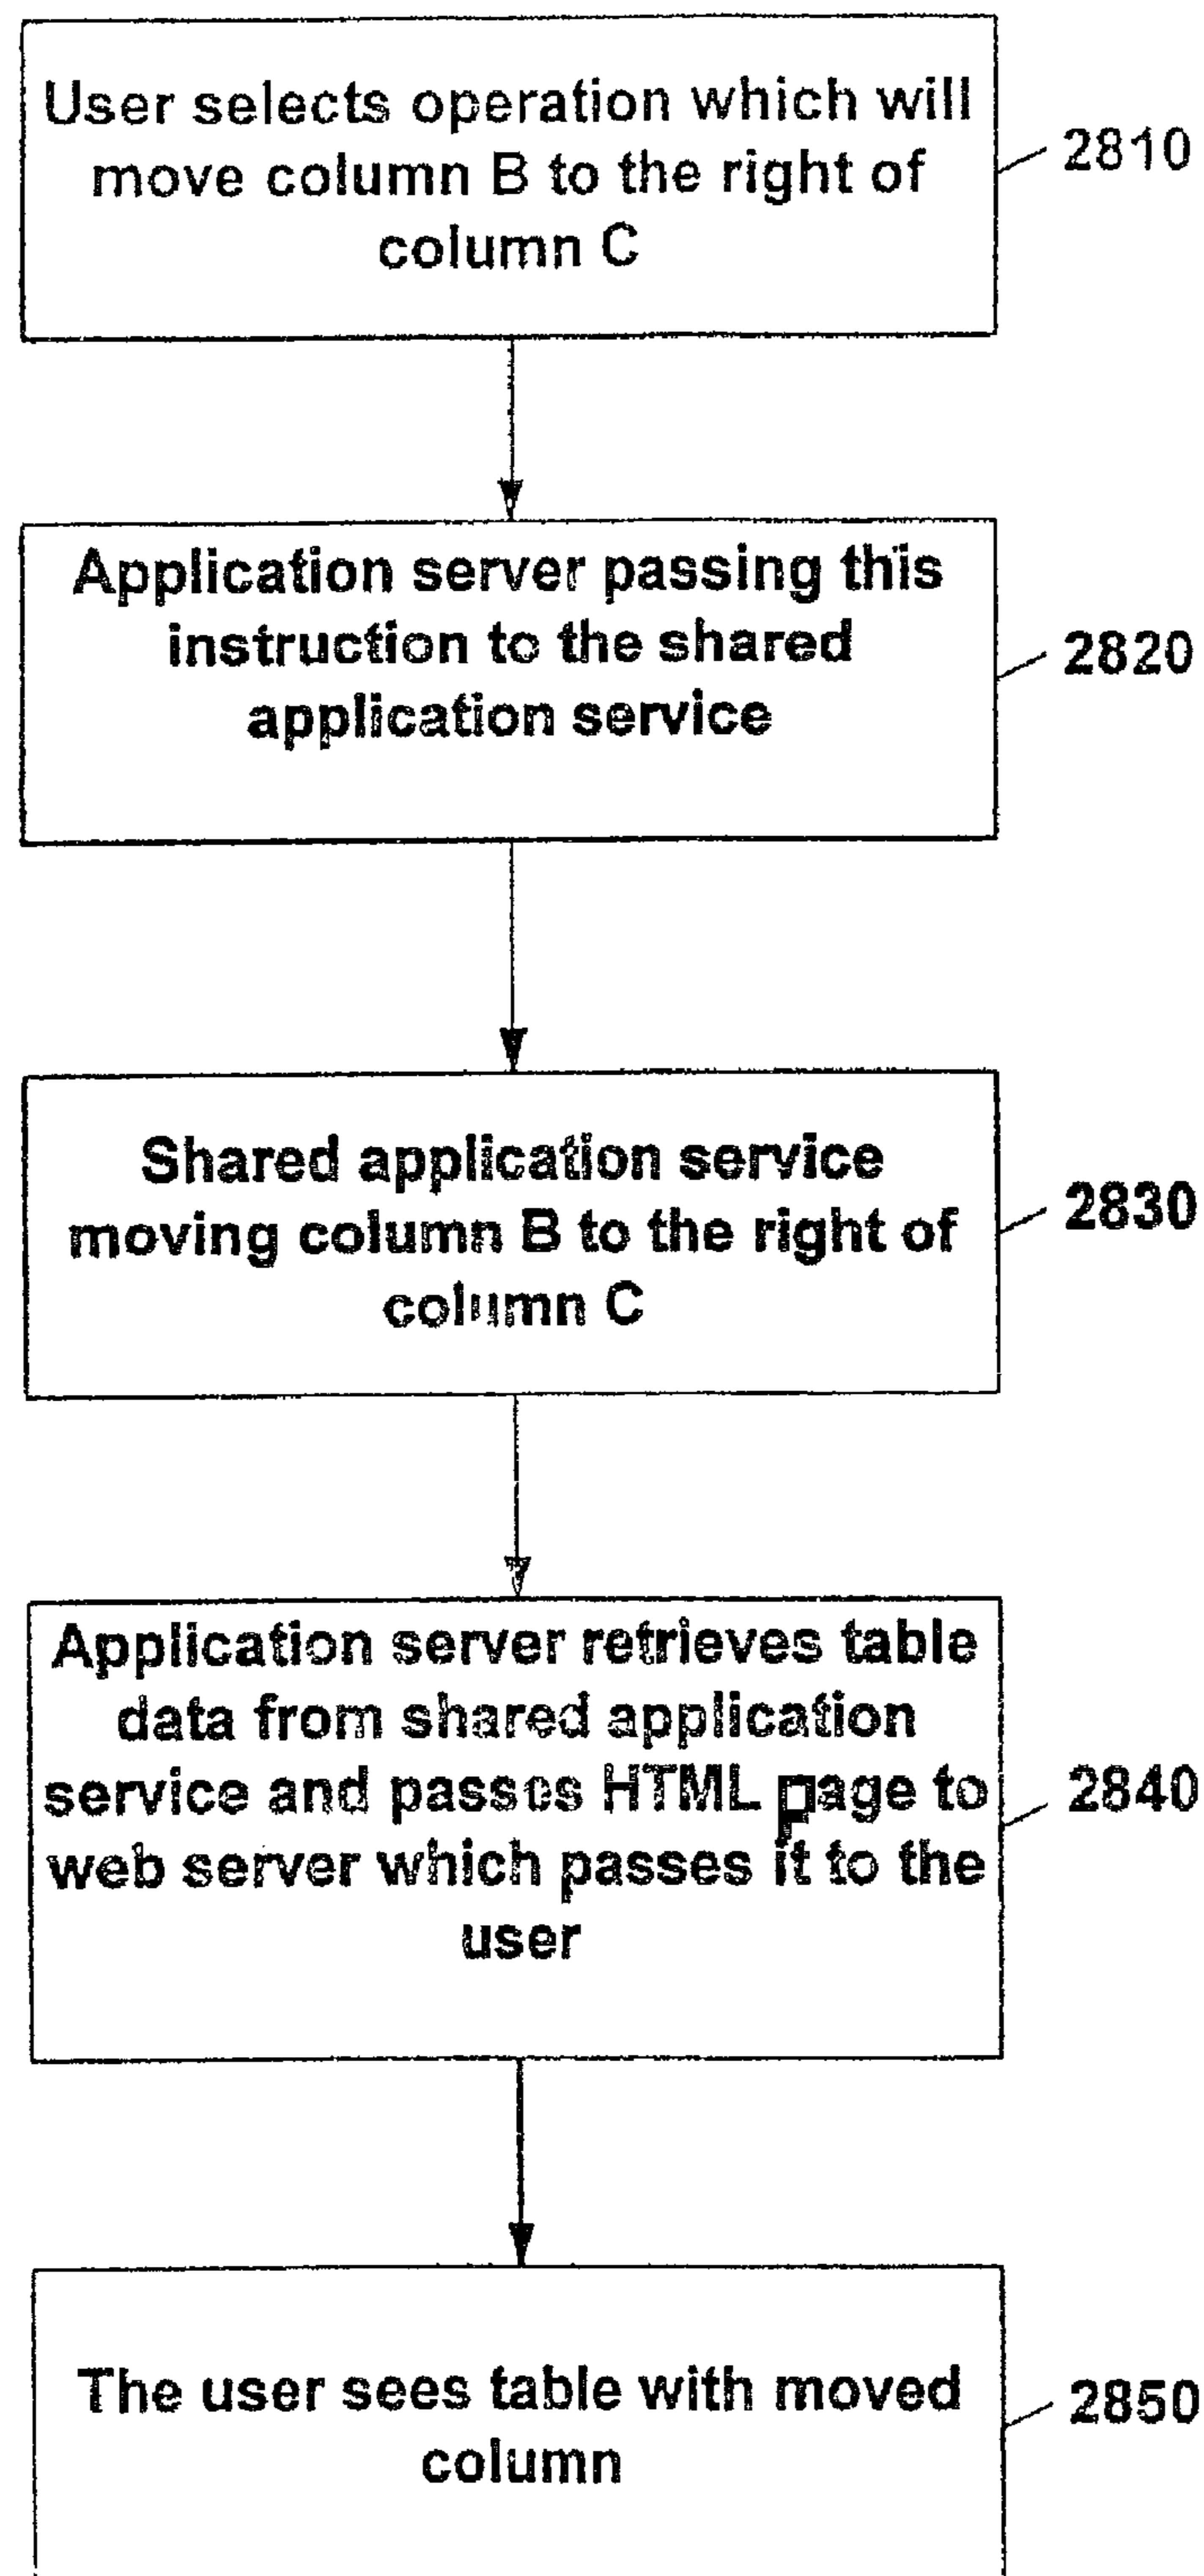 User selects operation which will
move column B to the right of
column C
2810
Application server passing this
instruction to the shared
application service
2820
Shared application service
moving column B to the right of
column C
2830
Application server retrieves table
data from shared application
service and passes HTML page to
web server which passes it to the
user
2840
The user sees table with moved
column
2850